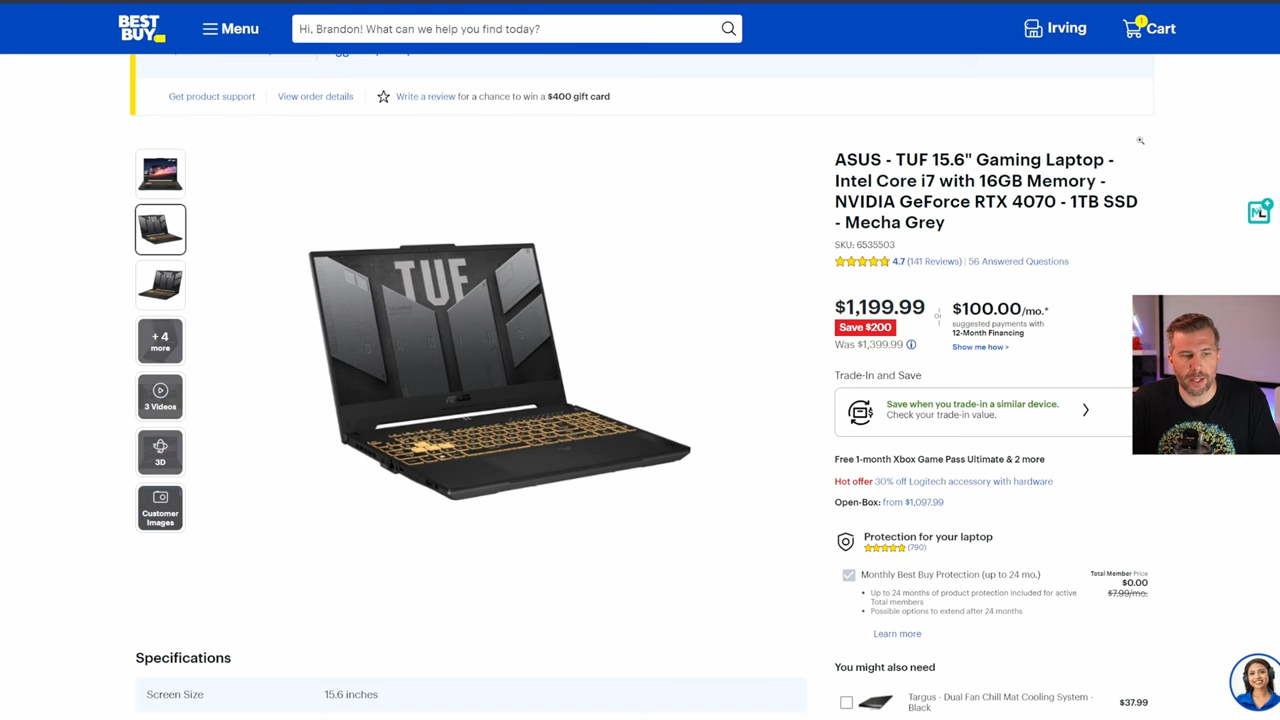 BEST
BUY
Menu
Hi, Brandon! What can we help you find today?
Irving
1
Cart
Get product support
View order details
Write a review for a chance to win a $400 gift card
ASUS - TUF 15.6" Gaming Laptop -
Intel Core i7 with 16GB Memory -
NVIDIA GeForce RTX 4070 - 1TB SSD
- Mecha Grey
SKU: 6535503
4.7 (141 Reviews) | 56 Answered Questions
$1,199.99
Save $200
Was $1,399.99
or
$100.00/mo.*
suggested payments with
12-Month Financing
Show me how >
Trade-In and Save
Save when you trade-in a similar device.
Check your trade-in value.
Free 1-month Xbox Game Pass Ultimate & 2 more
Hot offer 30% off Logitech accessory with hardware
Open-Box: from $1,097.99
Protection for your laptop
(790)
Monthly Best Buy Protection (up to 24 mo.)
Total Member Price
$0.00
$7.99/mo.
• Up to 24 months of product protection included for active
Total members
• Possible options to extend after 24 months
Learn more
You might also need
Targus - Dual Fan Chill Mat Cooling System -
Black
$37.99
+ 4
more
3 Videos
3D
Customer
Images
TUF
ASUS
ML
Specifications
Screen Size
15.6 inches